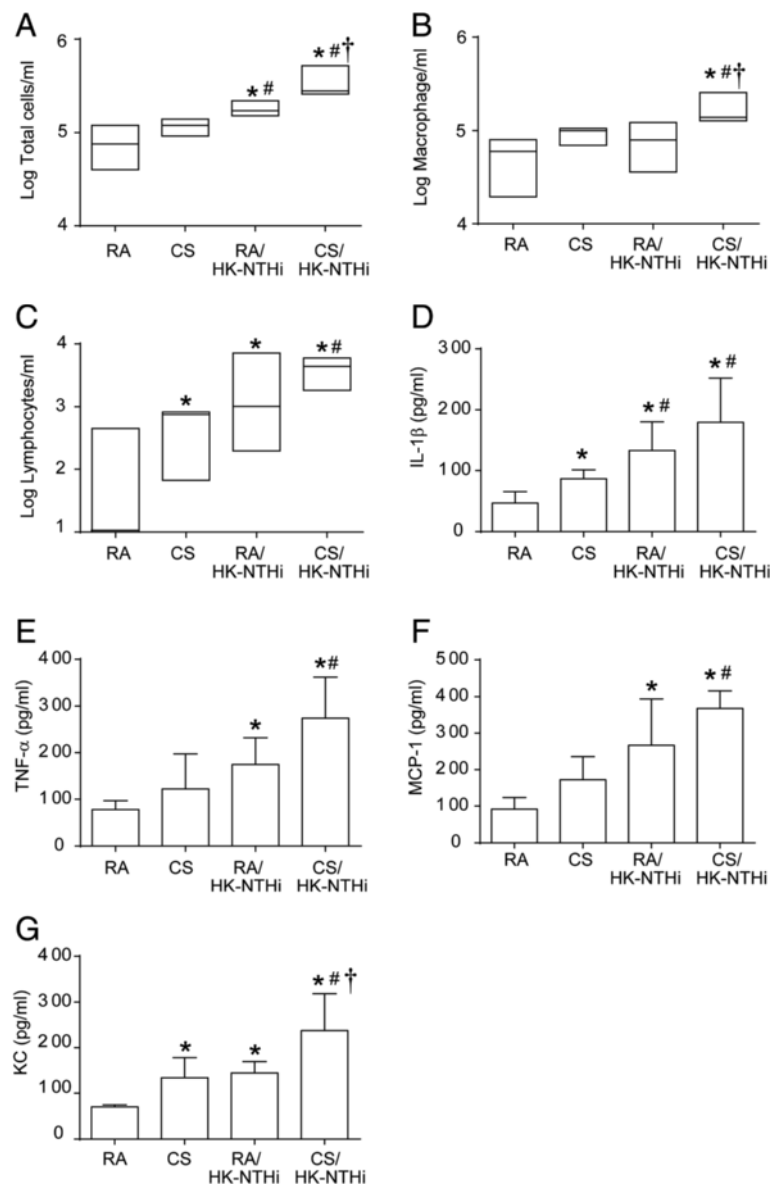 A
Log Total cells/ml
6
5
4
* #
* #†
RA
CS
RA/
HK-NTHi
CS/
HK-NTHi
B
Log Macrophage/ml
6
5
4
* #†
RA
CS
RA/
HK-NTHi
CS/
HK-NTHi
C
Log Lymphocytes/ml
4
3
2
1
*
*
* #
RA
CS
RA/
HK-NTHi
CS/
HK-NTHi
D
IL-1β (pg/ml)
300
200
100
0
*
* #
* #
RA
CS
RA/
HK-NTHi
CS/
HK-NTHi
E
TNF-α (pg/ml)
400
300
200
100
0
*
*#
RA
CS
RA/
HK-NTHi
CS/
HK-NTHi
F
MCP-1 (pg/ml)
500
400
300
200
100
0
*
* #
RA
CS
RA/
HK-NTHi
CS/
HK-NTHi
G
KC (pg/ml)
400
300
200
100
0
*
*
* # †
RA
CS
RA/
HK-NTHi
CS/
HK-NTHi